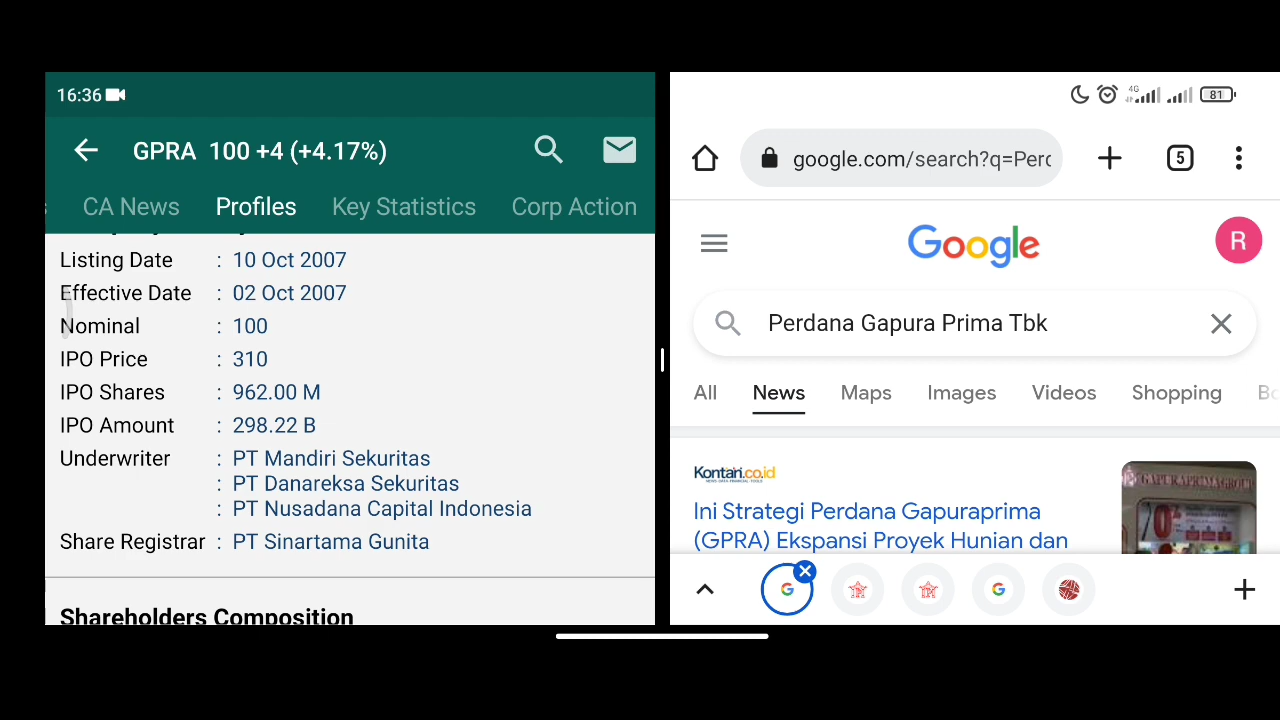 16:36
GPRA 100 +4 (+4.17%)
CA News Profiles Key Statistics Corp Action
Listing Date : 10 Oct 2007
Effective Date : 02 Oct 2007
Nominal : 100
IPO Price : 310
IPO Shares : 962.00 M
IPO Amount : 298.22 B
Underwriter : PT Mandiri Sekuritas
: PT Danareksa Sekuritas
: PT Nusadana Capital Indonesia
Share Registrar : PT Sinartama Gunita
Shareholders Composition
4G 81
google.com/search?q=Perc
5
Google
R
Perdana Gapura Prima Tbk
All News Maps Images Videos Shopping
Kontan.co.id
Ini Strategi Perdana Gapuraprima
(GPRA) Ekspansi Proyek Hunian dan